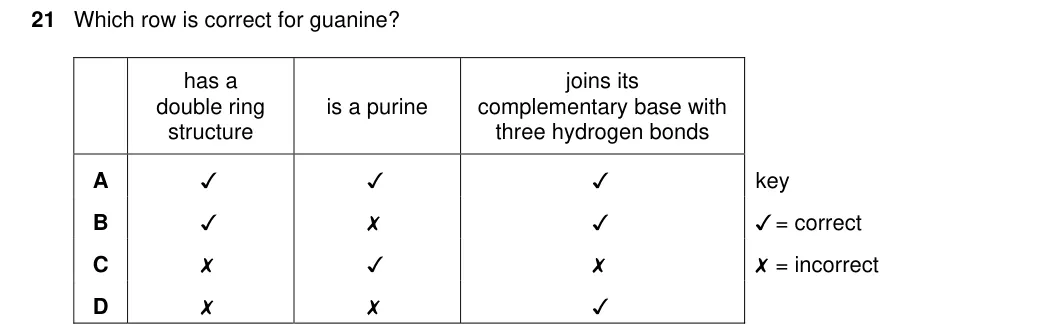 21 Which row is correct for guanine?
has a
double ring
structure
is a purine
joins its
complementary base with
three hydrogen bonds
A ✓ ✓ ✓
key
B ✓ ✗ ✓
✓ = correct
C ✗ ✓ ✗
✗ = incorrect
D ✗ ✗ ✓